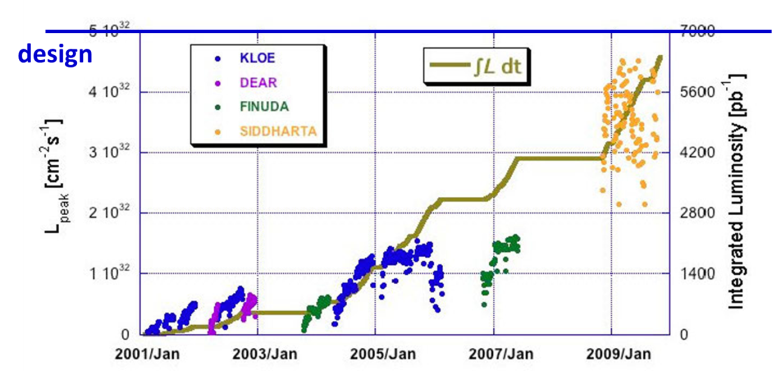 5 10³² 7000
design
KLOE
DEAR
FINUDA
SIDDHARTA
∫L dt
4 10³² 5600
3 10³² 4200
2 10³² 2800
1 10³² 1400
0 0
L_peak [cm⁻²s⁻¹]
Integrated Luminosity [pb⁻¹]
2001/Jan 2003/Jan 2005/Jan 2007/Jan 2009/Jan